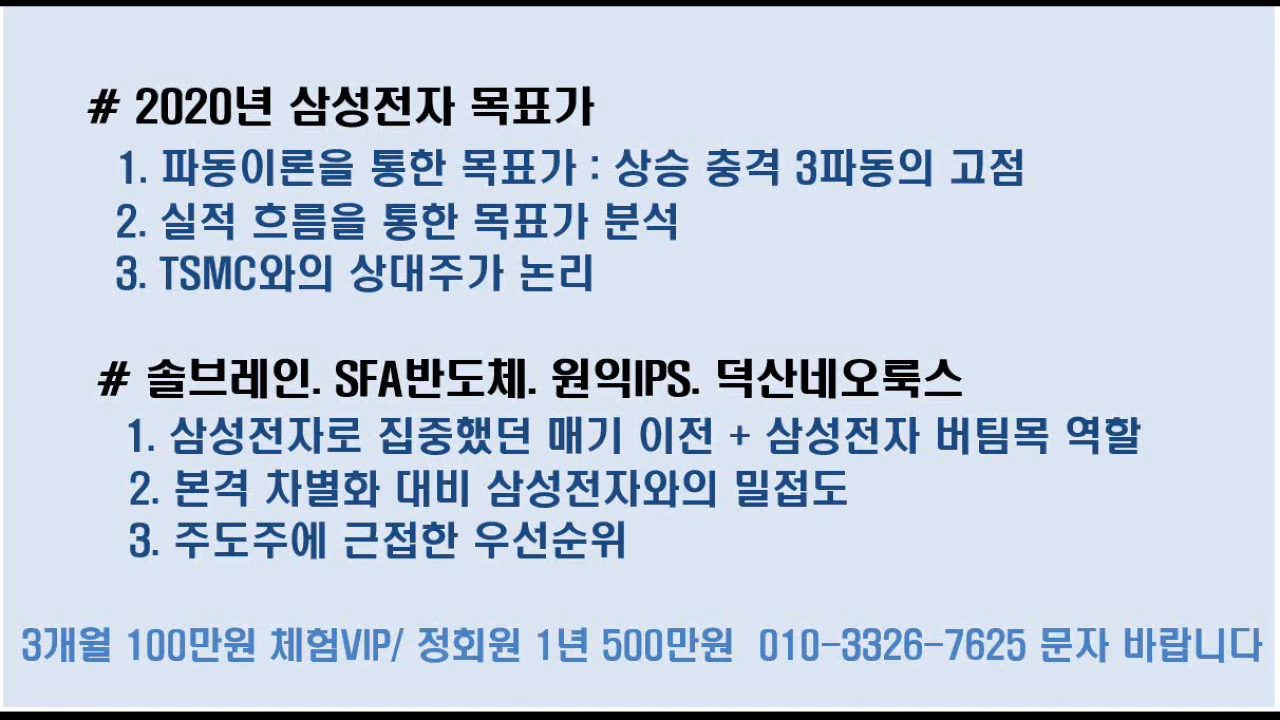 # 2020년 삼성전자 목표가
1. 파동이론을 통한 목표가 : 상승 충격 3파동의 고점
2. 실적 흐름을 통한 목표가 분석
3. TSMC와의 상대주가 논리
# 솔브레인. SFA반도체. 원익IPS. 덕산네오룩스
1. 삼성전자로 집중했던 매기 이전 + 삼성전자 버팀목 역할
2. 본격 차별화 대비 삼성전자와의 밀접도
3. 주도주에 근접한 우선순위
3개월 100만원 체험VIP/ 정회원 1년 500만원  010-3326-7625 문자 바랍니다